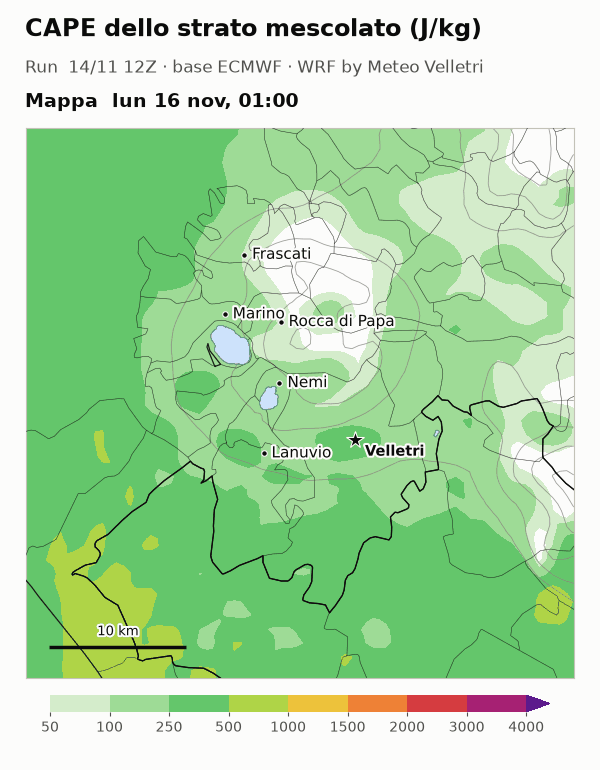 CAPE dello strato mescolato (J/kg)
Run  14/11 12Z · base ECMWF · WRF by Meteo Velletri
Mappa  lun 16 nov, 01:00
Frascati
Marino
Rocca di Papa
Nemi
Velletri
Lanuvio
10 km
50 100 250 500 1000 1500 2000 3000 4000